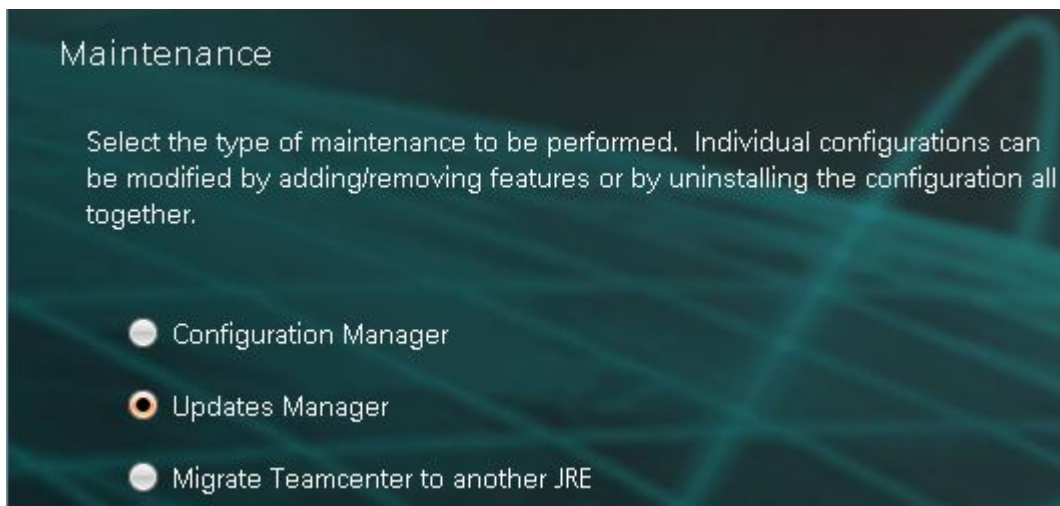 Maintenance
Select the type of maintenance to be performed.  Individual configurations can
be modified by adding/removing features or by uninstalling the configuration all
together.
Configuration Manager
Updates Manager
Migrate Teamcenter to another JRE